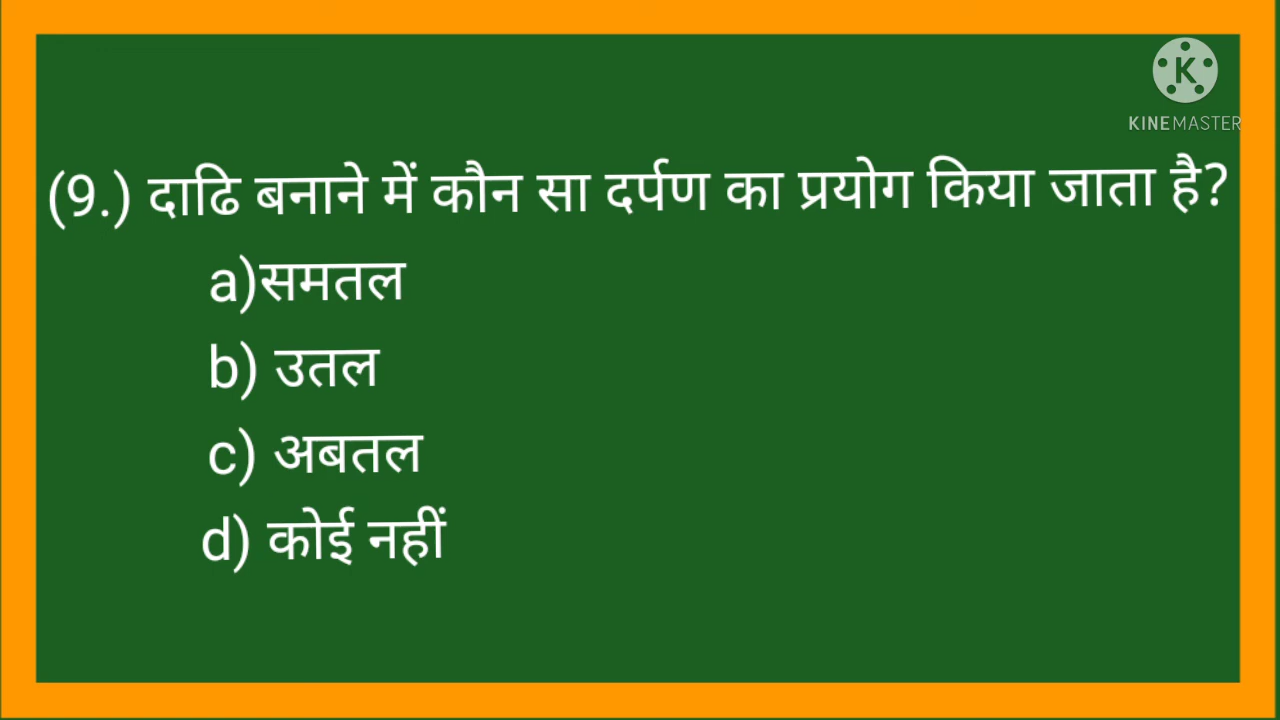 KINEMASTER
(9.) दाढि बनाने में कौन सा दर्पण का प्रयोग किया जाता है?
a)समतल
b) उतल
c) अबतल
d) कोई नहीं